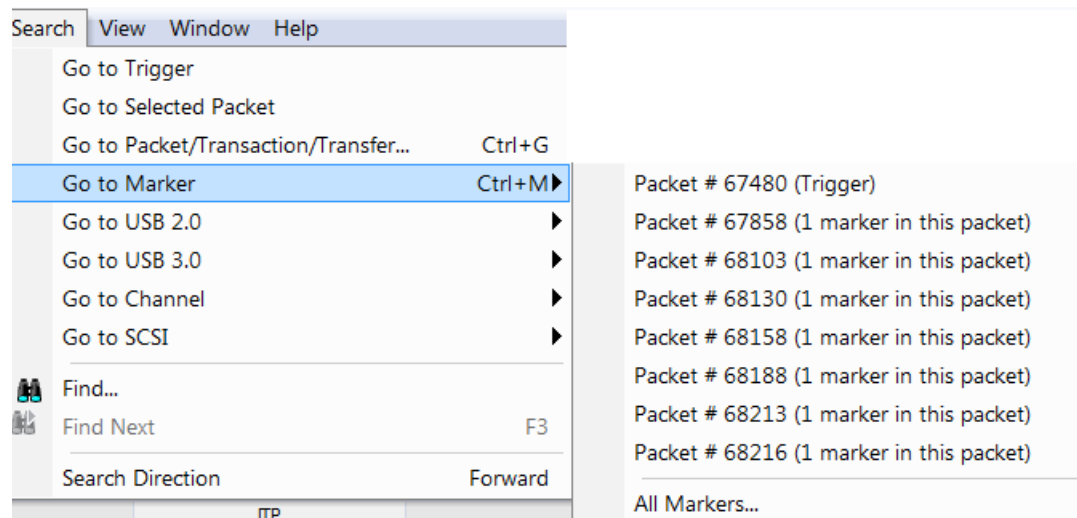 Search View Window Help
Go to Trigger
Go to Selected Packet
Go to Packet/Transaction/Transfer... Ctrl+G
Go to Marker Ctrl+M
Go to USB 2.0
Go to USB 3.0
Go to Channel
Go to SCSI
Find...
Find Next F3
Search Direction Forward
ITP
Packet # 67480 (Trigger)
Packet # 67858 (1 marker in this packet)
Packet # 68103 (1 marker in this packet)
Packet # 68130 (1 marker in this packet)
Packet # 68158 (1 marker in this packet)
Packet # 68188 (1 marker in this packet)
Packet # 68213 (1 marker in this packet)
Packet # 68216 (1 marker in this packet)
All Markers...